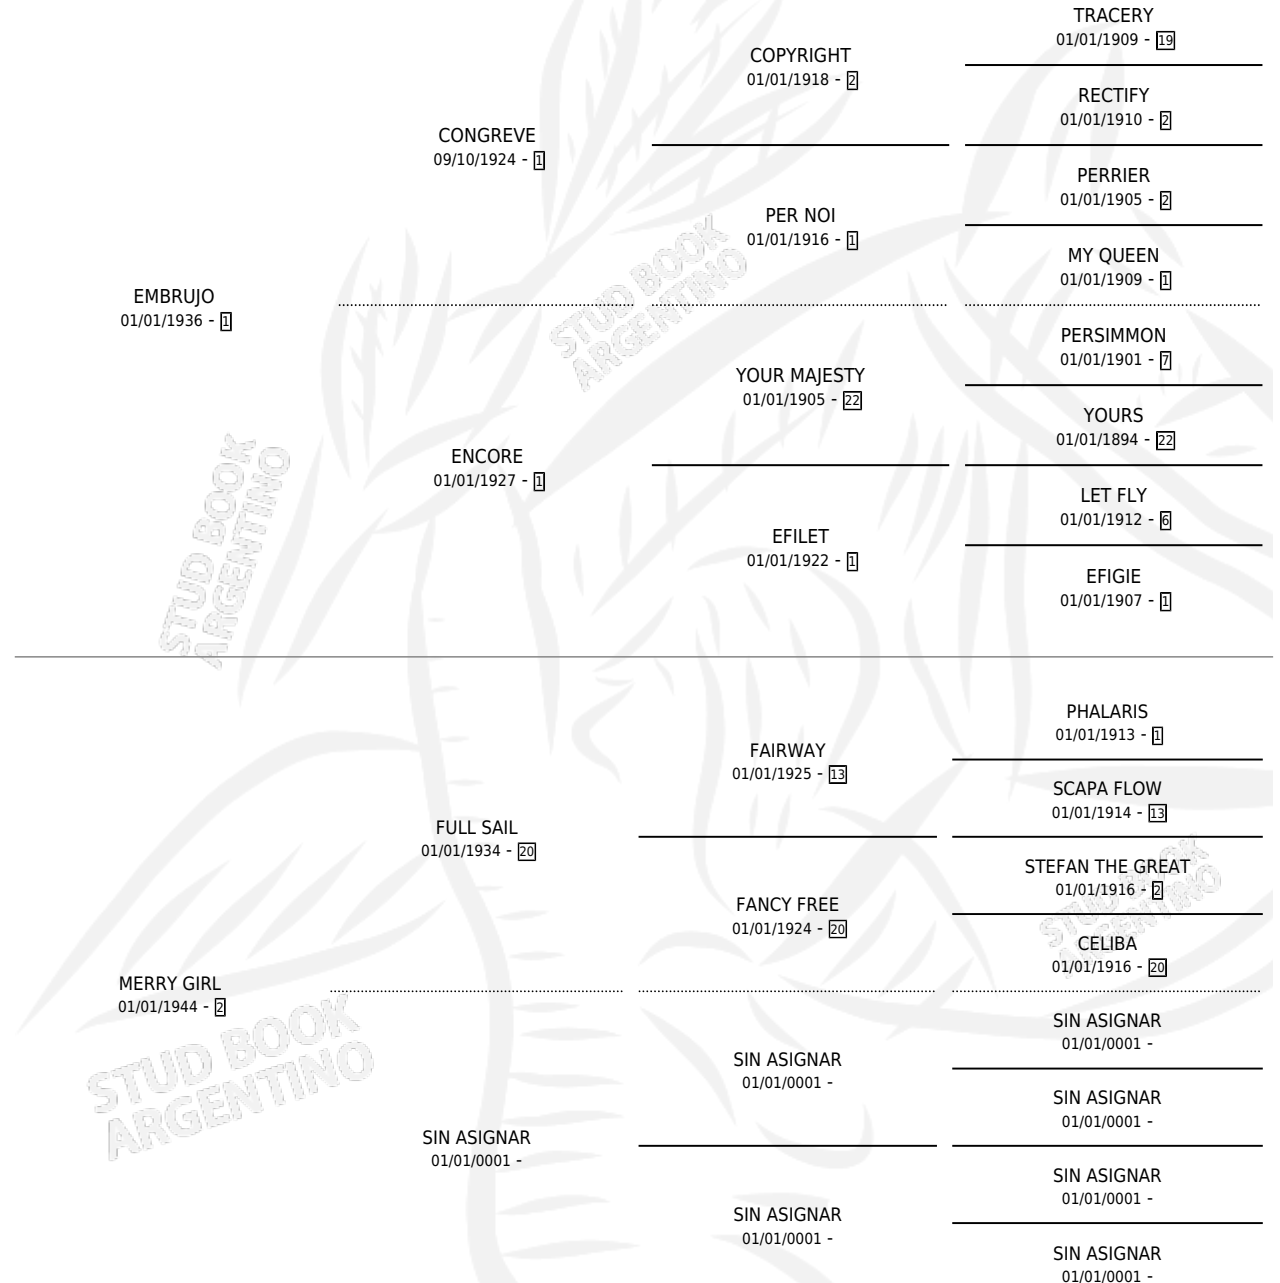 TRACERY
01/01/1909 - 19
COPYRIGHT
01/01/1918 - 2
RECTIFY
01/01/1910 - 2
CONGREVE
09/10/1924 - 1
PERRIER
01/01/1905 - 2
PER NOI
01/01/1916 - 1
MY QUEEN
01/01/1909 - 1
EMBRUJO
01/01/1936 - 1
PERSIMMON
01/01/1901 - 7
YOUR MAJESTY
01/01/1905 - 22
YOURS
01/01/1894 - 22
ENCORE
01/01/1927 - 1
LET FLY
01/01/1912 - 6
EFILET
01/01/1922 - 1
EFIGIE
01/01/1907 - 1
STUD BOOK
ARGENTINO
STUD BOOK
ARGENTINO
PHALARIS
01/01/1913 - 1
FAIRWAY
01/01/1925 - 13
SCAPA FLOW
01/01/1914 - 13
FULL SAIL
01/01/1934 - 20
STEFAN THE GREAT
01/01/1916 - 2
FANCY FREE
01/01/1924 - 20
CELIBA
01/01/1916 - 20
STUD BOOK
ARGENTINO
MERRY GIRL
01/01/1944 - 2
SIN ASIGNAR
01/01/0001 -
SIN ASIGNAR
01/01/0001 -
SIN ASIGNAR
01/01/0001 -
SIN ASIGNAR
01/01/0001 -
SIN ASIGNAR
01/01/0001 -
SIN ASIGNAR
01/01/0001 -
SIN ASIGNAR
01/01/0001 -
STUD BOOK
ARGENTINO